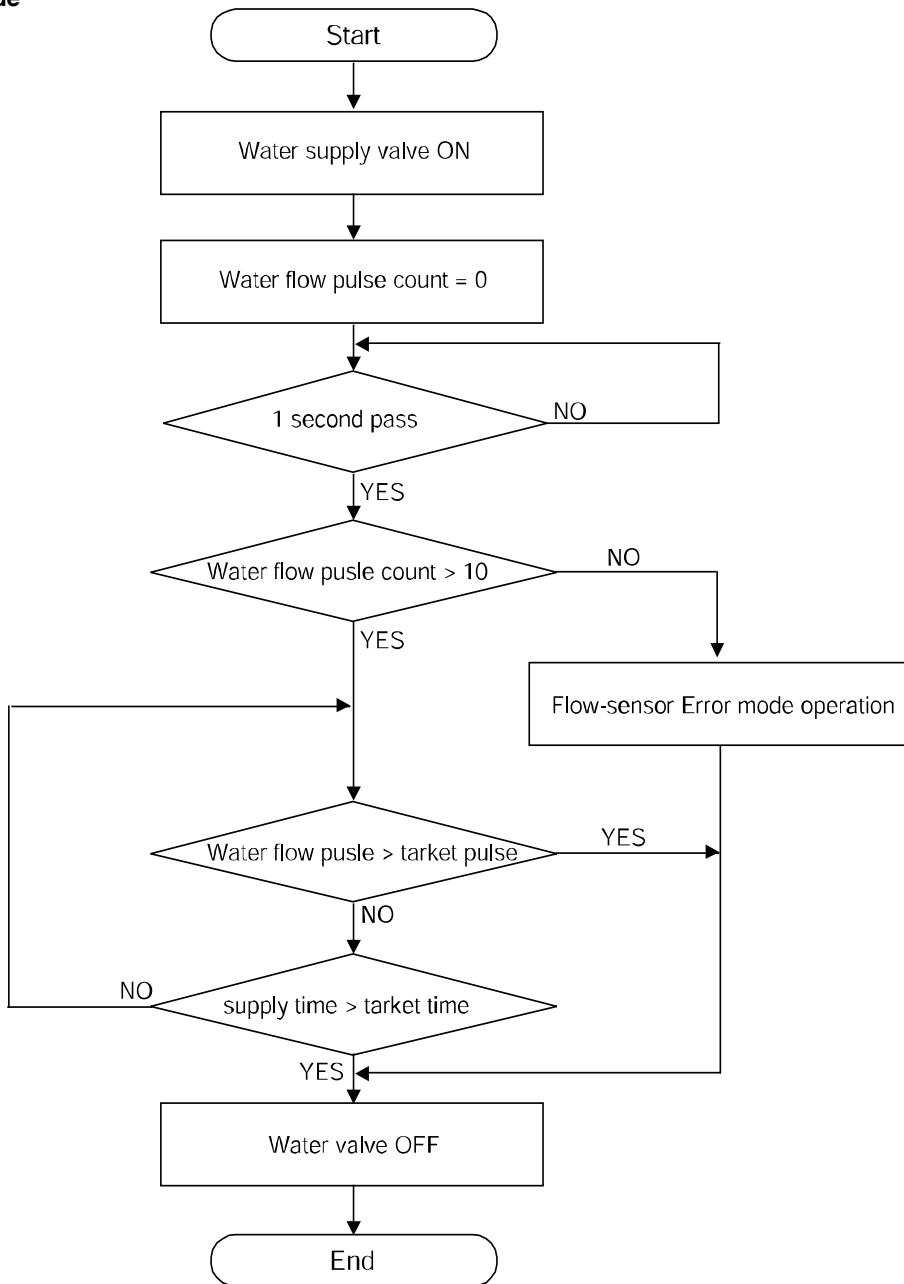 Start
Water supply valve ON
Water flow pulse count = 0
1 second pass
NO
YES
Water flow pusle count > 10
NO
YES
Flow-sensor Error mode operation
Water flow pusle > tarket pulse
YES
NO
supply time > tarket time
NO
YES
Water valve OFF
End